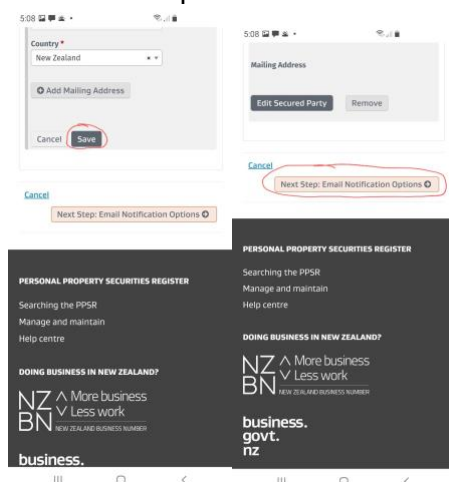 5:08
Country *
New Zealand
Add Mailing Address
Cancel Save
Cancel
Next Step: Email Notification Options
PERSONAL PROPERTY SECURITIES REGISTER
Searching the PPSR
Manage and maintain
Help centre
DOING BUSINESS IN NEW ZEALAND?
NZ More business
BN Less work
NEW ZEALAND BUSINESS NUMBER
business.
5:08
Mailing Address
Edit Secured Party Remove
Cancel
Next Step: Email Notification Options
PERSONAL PROPERTY SECURITIES REGISTER
Searching the PPSR
Manage and maintain
Help centre
DOING BUSINESS IN NEW ZEALAND?
NZ More business
BN Less work
NEW ZEALAND BUSINESS NUMBER
business.
govt.
nz